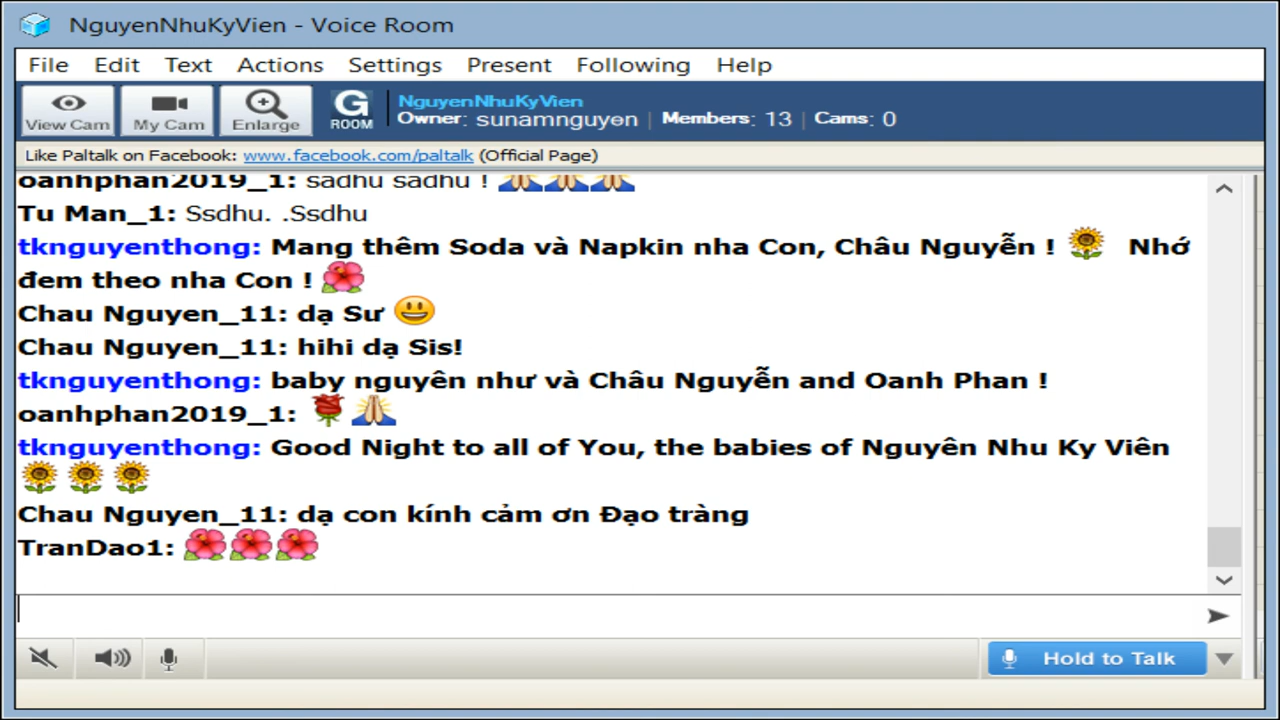 NguyenNhuKyVien - Voice Room
File Edit Text Actions Settings Present Following Help
View Cam My Cam Enlarge G ROOM
NguyenNhuKyVien
Owner: sunamnguyen | Members: 13 | Cams: 0
Like Paltalk on Facebook: www.facebook.com/paltalk (Official Page)
oanhphan2019_1: sadhu sadhu ! 🙏🙏🙏
Tu Man_1: Ssdhu. .Ssdhu
tknguyenthong: Mang thêm Soda và Napkin nha Con, Châu Nguyễn ! 🌻 Nhớ
đem theo nha Con ! 🌺
Chau Nguyen_11: dạ Sư 😃
Chau Nguyen_11: hihi dạ Sis!
tknguyenthong: baby nguyên như và Châu Nguyễn and Oanh Phan !
oanhphan2019_1: 🌹🙏
tknguyenthong: Good Night to all of You, the babies of Nguyên Nhu Ky Viên
🌻🌻🌻
Chau Nguyen_11: dạ con kính cảm ơn Đạo tràng
TranDao1: 🌺🌺🌺
Hold to Talk